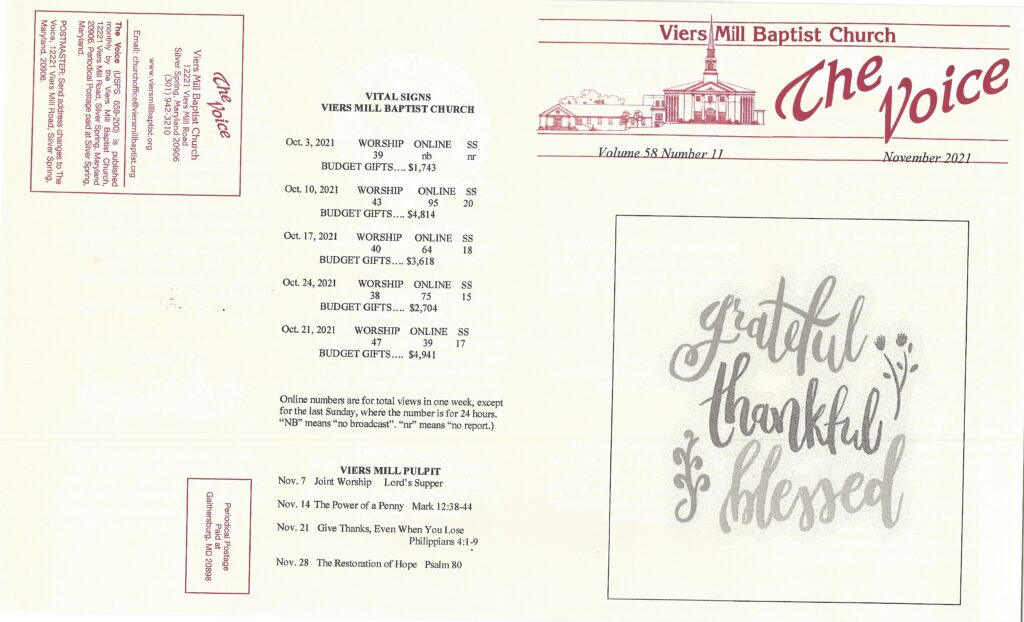 Viers Mill Baptist Church
The Voice
Volume 58 Number 11 November 2021
grateful
thankful
blessed
The Voice
Viers Mill Baptist Church
12221 Viers Mill Road
Silver Spring, Maryland 20906
(301) 942-3210
www.viersmillbaptist.org
Email: churchoffice@viersmillbaptist.org
The Voice (USPS 659-200) is published
monthly by the Viers Mill Baptist Church,
12221 Viers Mill Road, Silver Spring, Maryland
20906. Periodical Postage paid at Silver Spring,
Maryland.
POSTMASTER: Send address changes to The
Voice, 12221 Viers Mill Road, Silver Spring,
Maryland, 20906.
Periodical Postage
Paid at
Gaithersburg, MD 20898
VITAL SIGNS
VIERS MILL BAPTIST CHURCH
Oct. 3, 2021 WORSHIP ONLINE SS
39 nb nr
BUDGET GIFTS…. $1,743
Oct. 10, 2021 WORSHIP ONLINE SS
43 95 20
BUDGET GIFTS…. $4,814
Oct. 17, 2021 WORSHIP ONLINE SS
40 64 18
BUDGET GIFTS…. $3,618
Oct. 24, 2021 WORSHIP ONLINE SS
38 75 15
BUDGET GIFTS…. $2,704
Oct. 21, 2021 WORSHIP ONLINE SS
47 39 17
BUDGET GIFTS…. $4,941
Online numbers are for total views in one week, except
for the last Sunday, where the number is for 24 hours.
“NB” means “no broadcast”. “nr” means “no report.)
VIERS MILL PULPIT
Nov. 7 Joint Worship Lord’s Supper
Nov. 14 The Power of a Penny Mark 12:38-44
Nov. 21 Give Thanks, Even When You Lose
Philippians 4:1-9
Nov. 28 The Restoration of Hope Psalm 80